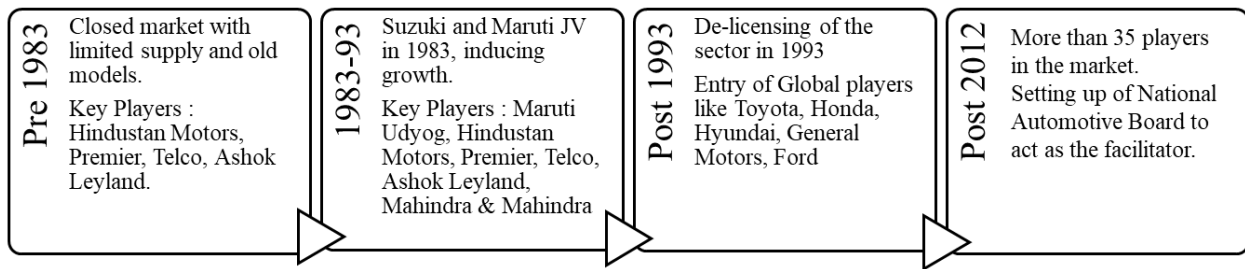 Pre 1983
Closed market with
limited supply and old
models.
Key Players :
Hindustan Motors,
Premier, Telco, Ashok
Leyland.
1983-93
Suzuki and Maruti JV
in 1983, inducing
growth.
Key Players : Maruti
Udyog, Hindustan
Motors, Premier, Telco,
Ashok Leyland,
Mahindra & Mahindra
Post 1993
De-licensing of the
sector in 1993
Entry of Global players
like Toyota, Honda,
Hyundai, General
Motors, Ford
Post 2012
More than 35 players
in the market.
Setting up of National
Automotive Board to
act as the facilitator.